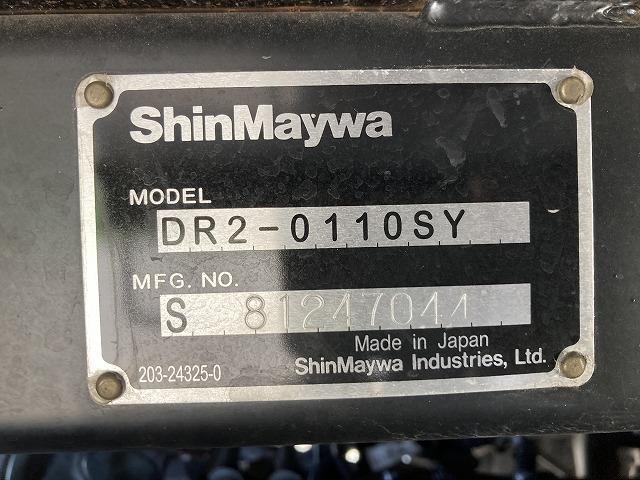 ShinMaywa
MODEL
DR2-0110SY
MFG. NO.
S 81247044
Made in Japan
203-24325-0 ShinMaywa Industries, Ltd.